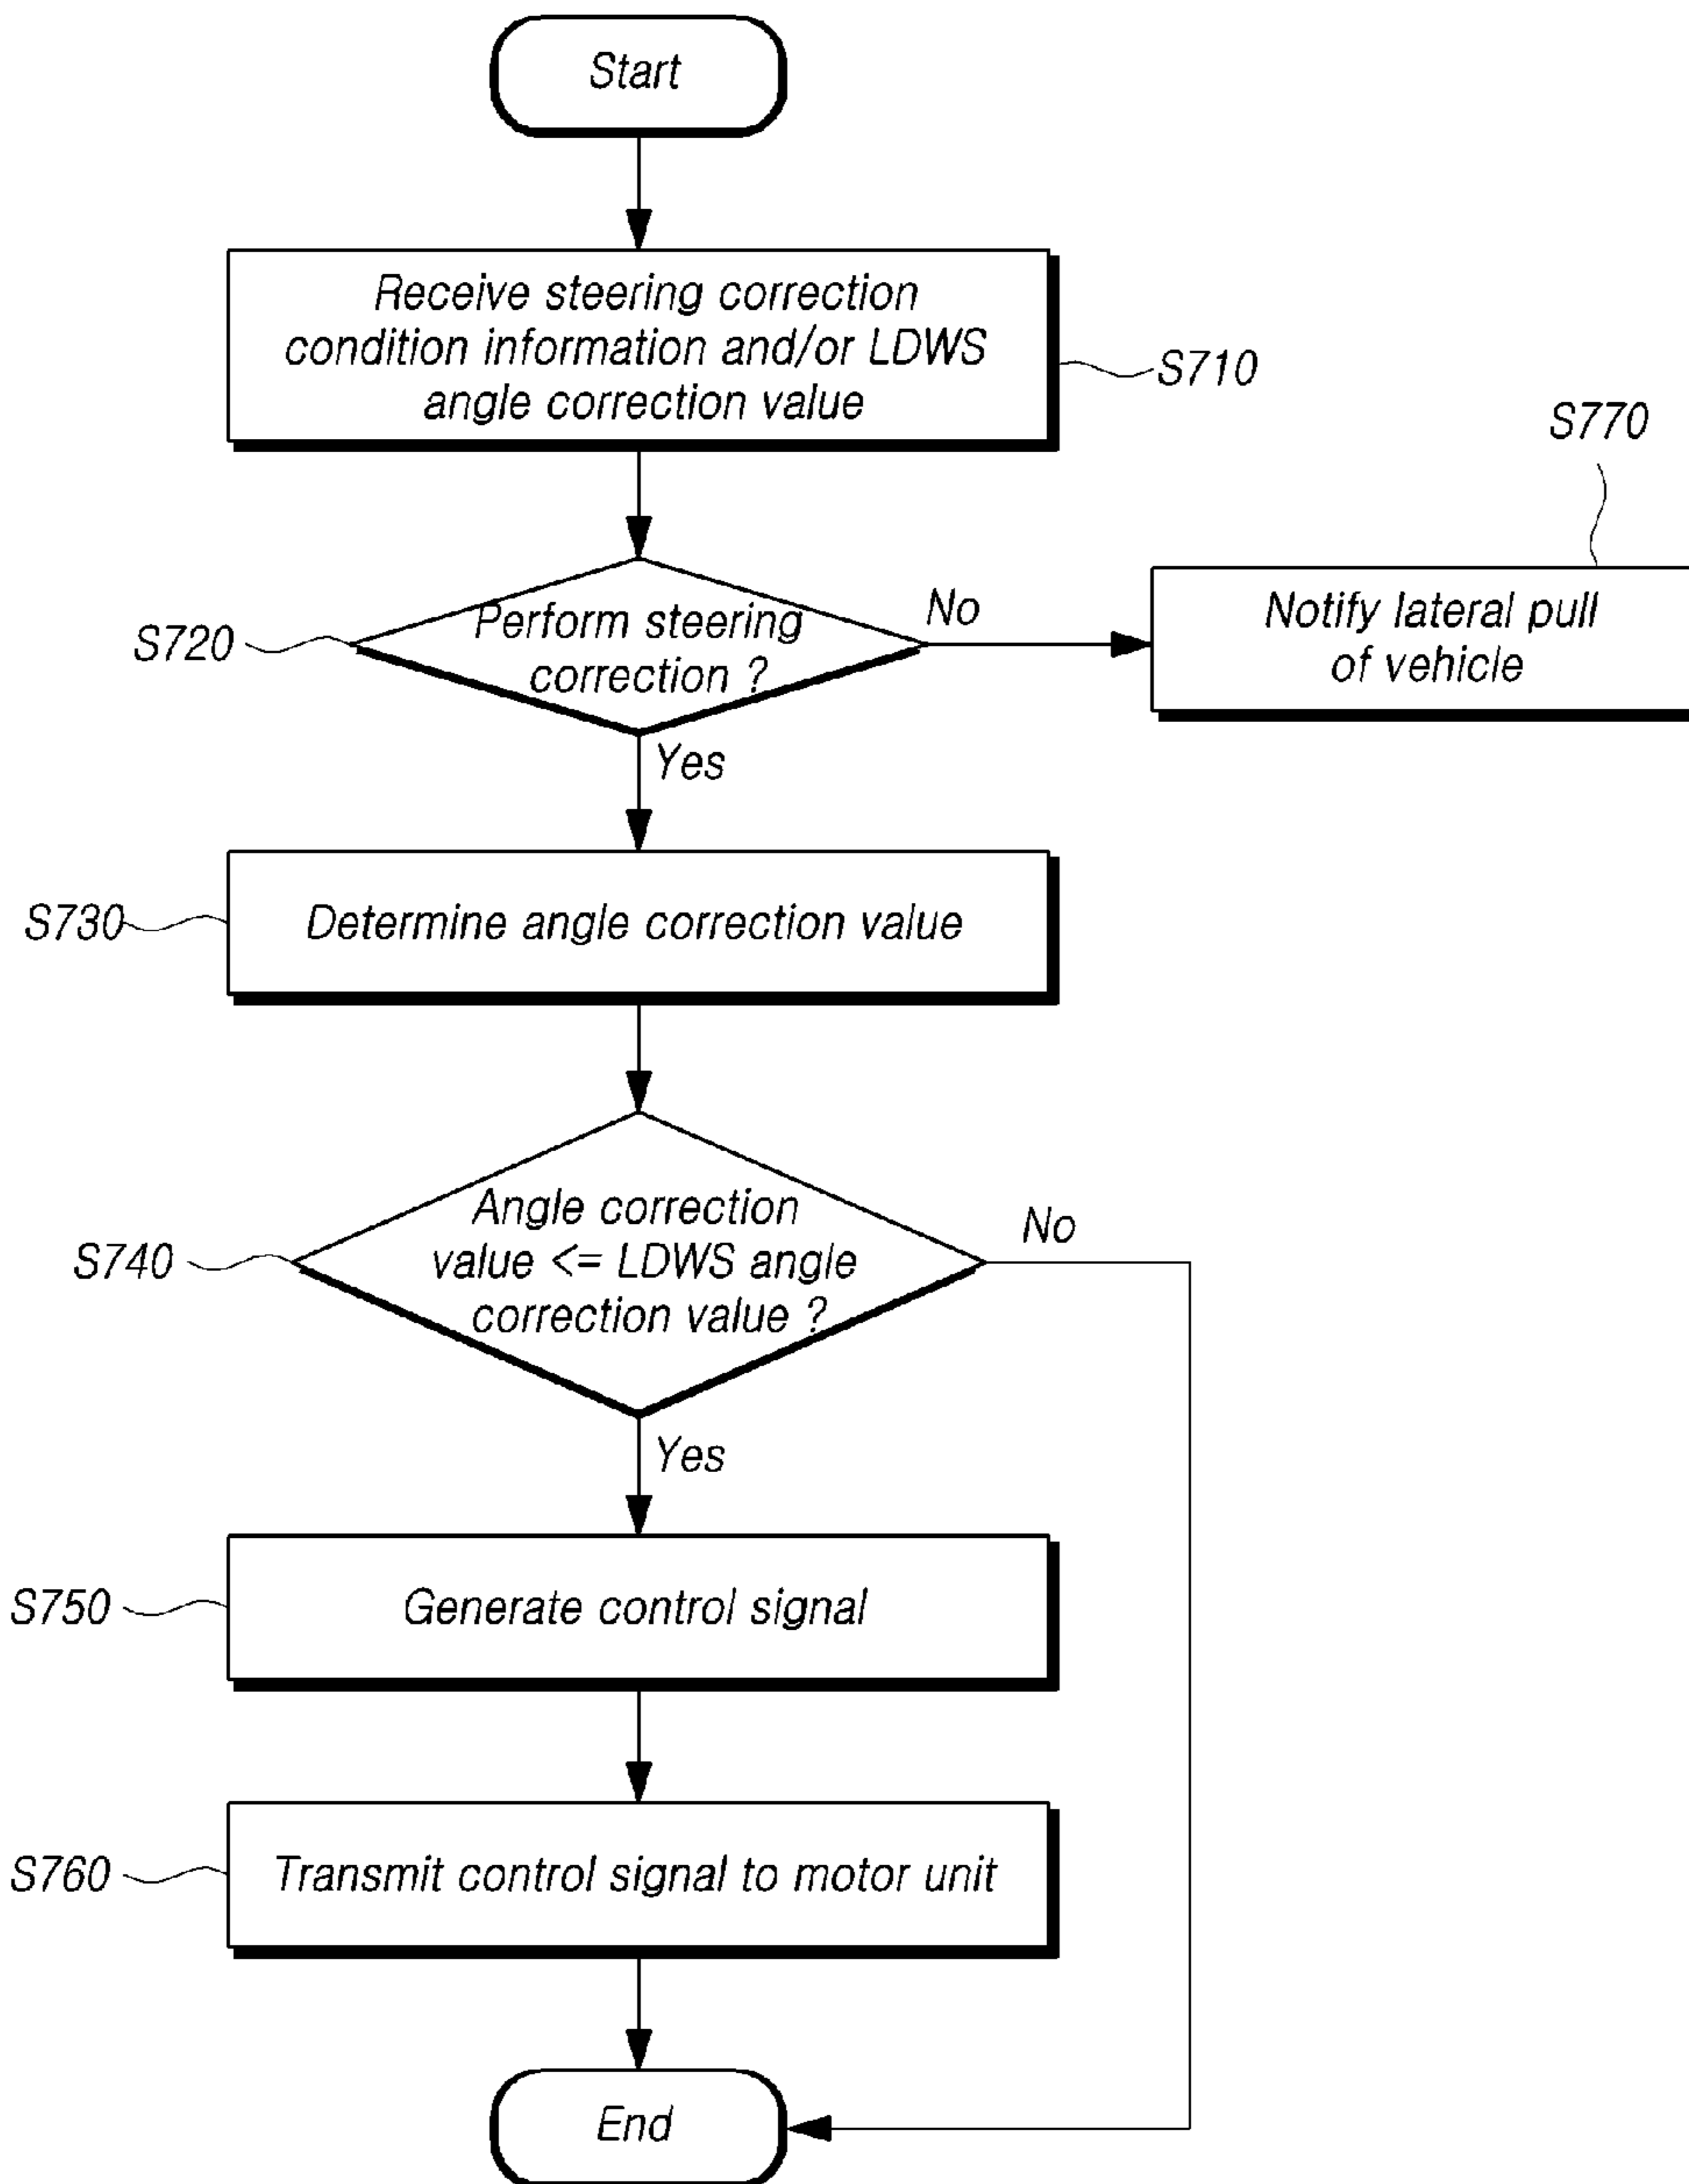 Start
Receive steering correction
condition information and/or LDWS
angle correction value
S710
S770
Perform steering
correction ?
S720
No
Notify lateral pull
of vehicle
Yes
S730
Determine angle correction value
Angle correction
value <= LDWS angle
correction value ?
S740
No
Yes
S750
Generate control signal
S760
Transmit control signal to motor unit
End